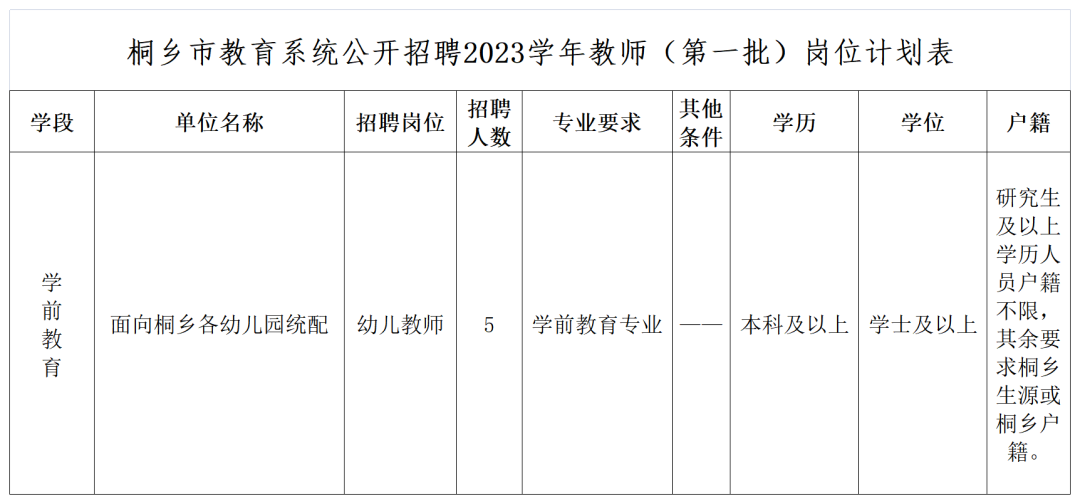 桐乡市教育系统公开招聘2023学年教师（第一批）岗位计划表
学段
单位名称
招聘岗位
招聘
人数
专业要求
其他
条件
学历
学位
户籍
学
前
教
育
面向桐乡各幼儿园统配
幼儿教师
5
学前教育专业
——
本科及以上
学士及以上
研究生
及以上
学历人
员户籍
不限，
其余要
求桐乡
生源或
桐乡户
籍。